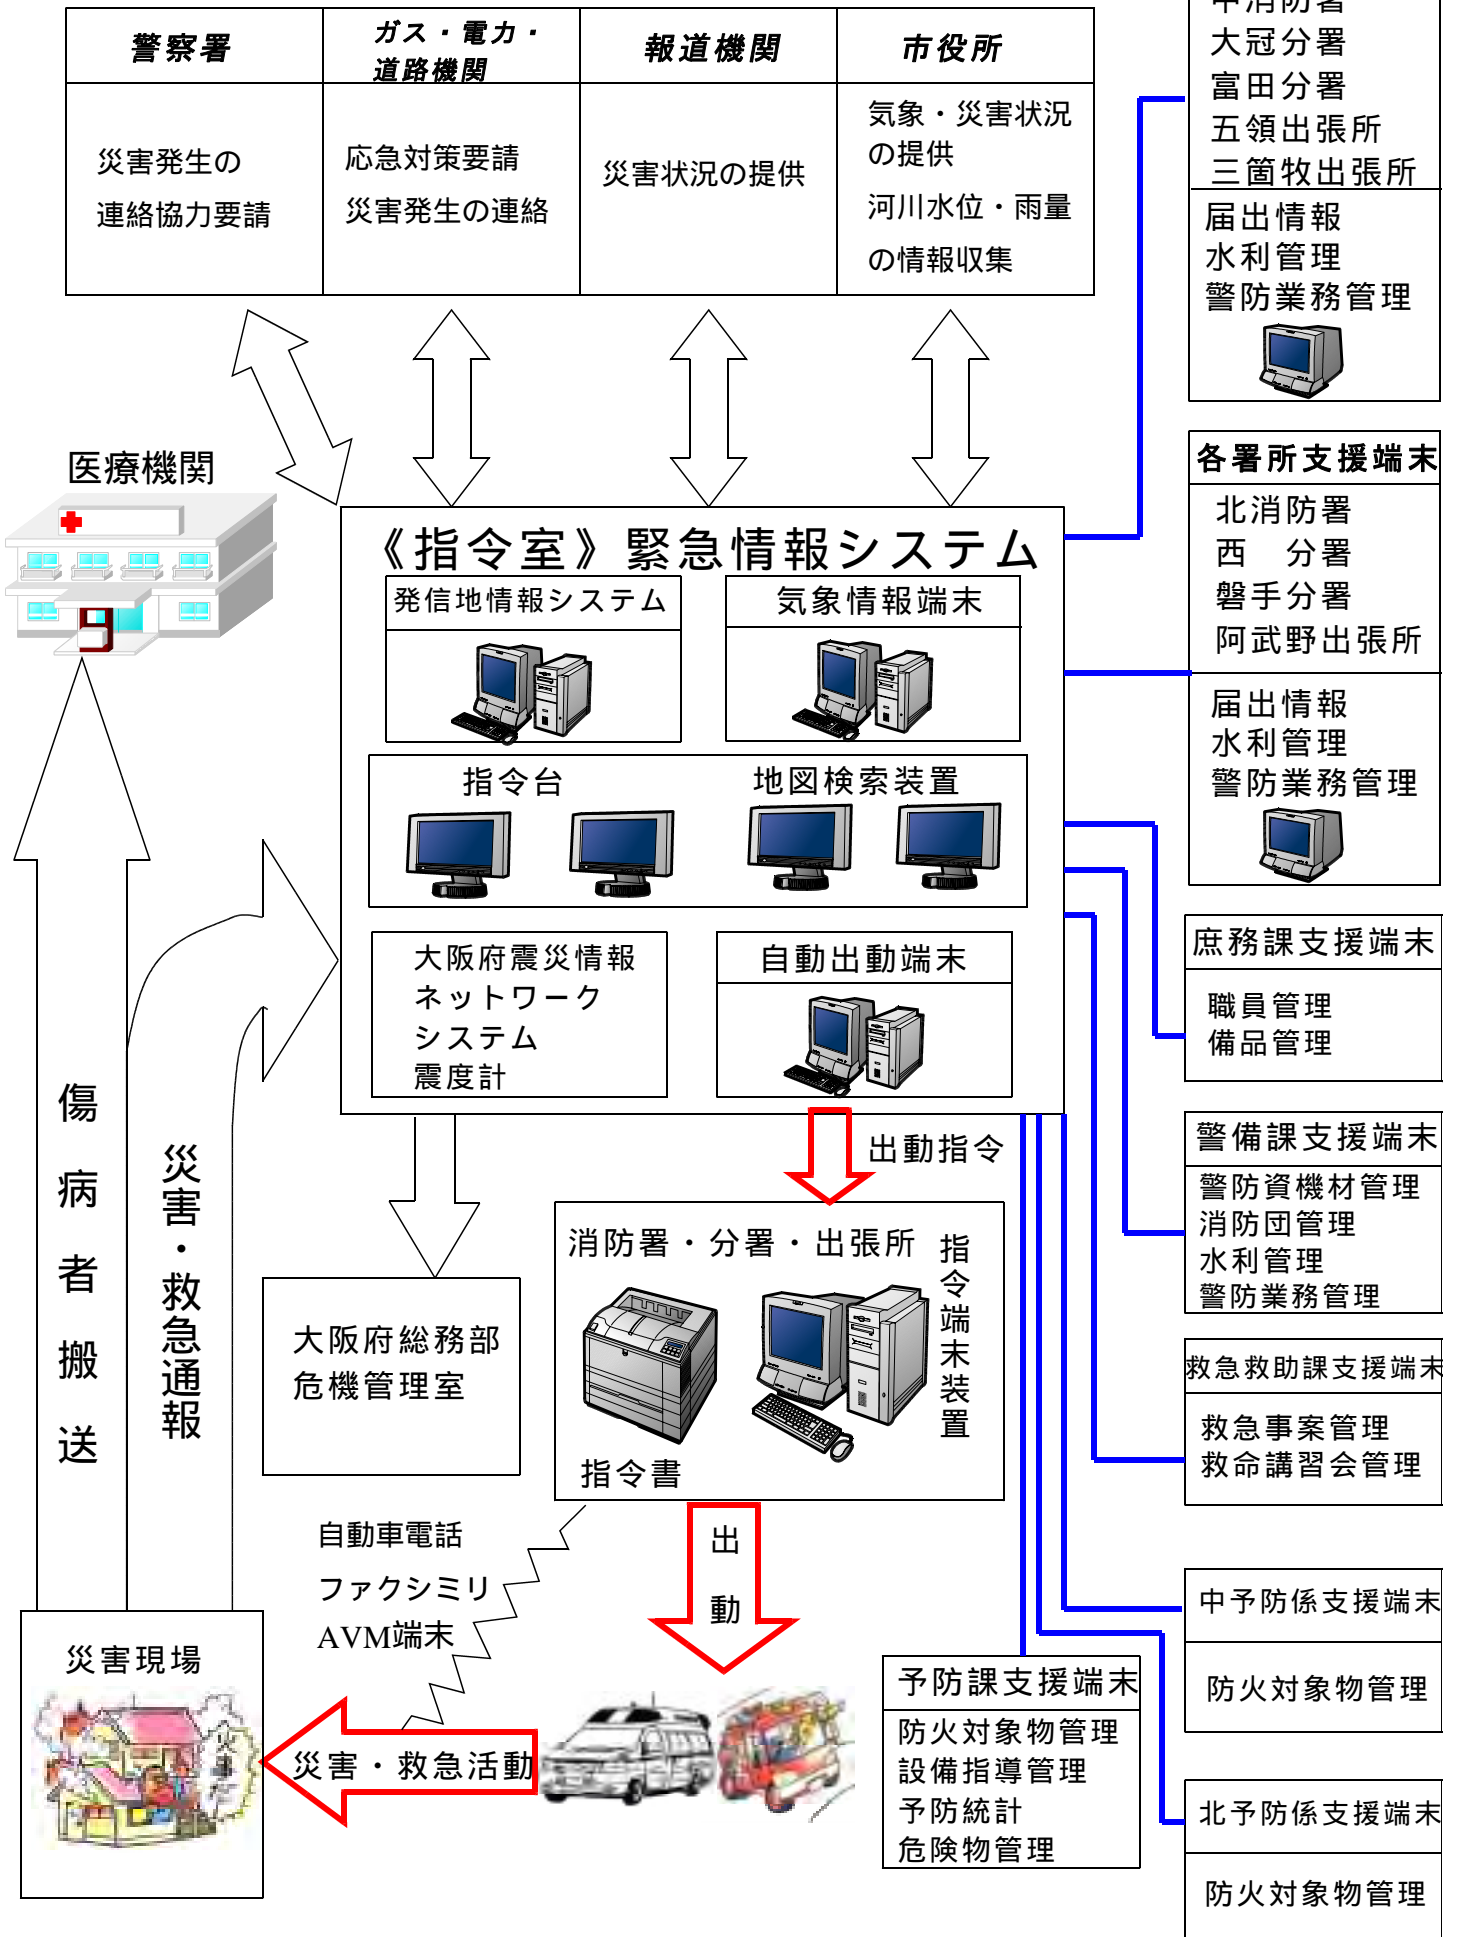 警察署
災害発生の
連絡協力要請
ガス・電力・
道路機関
応急対策要請
災害発生の連絡
報道機関
災害状況の提供
市役所
気象・災害状況
の提供
河川水位・雨量
の情報収集
中消防署
大冠分署
富田分署
五領出張所
三箇牧出張所
届出情報
水利管理
警防業務管理
各署所支援端末
北消防署
西　分署
磐手分署
阿武野出張所
届出情報
水利管理
警防業務管理
医療機関
《指令室》緊急情報システム
発信地情報システム
気象情報端末
指令台
地図検索装置
大阪府震災情報
ネットワーク
システム
震度計
自動出動端末
庶務課支援端末
職員管理
備品管理
警備課支援端末
警防資機材管理
消防団管理
水利管理
警防業務管理
救急救助課支援端末
救急事案管理
救命講習会管理
傷病者搬送
災害・救急通報
出動指令
大阪府総務部
危機管理室
消防署・分署・出張所
指令端末装置
指令書
自動車電話
ファクシミリ
AVM端末
出動
災害現場
災害・救急活動
予防課支援端末
防火対象物管理
設備指導管理
予防統計
危険物管理
中予防係支援端末
防火対象物管理
北予防係支援端末
防火対象物管理